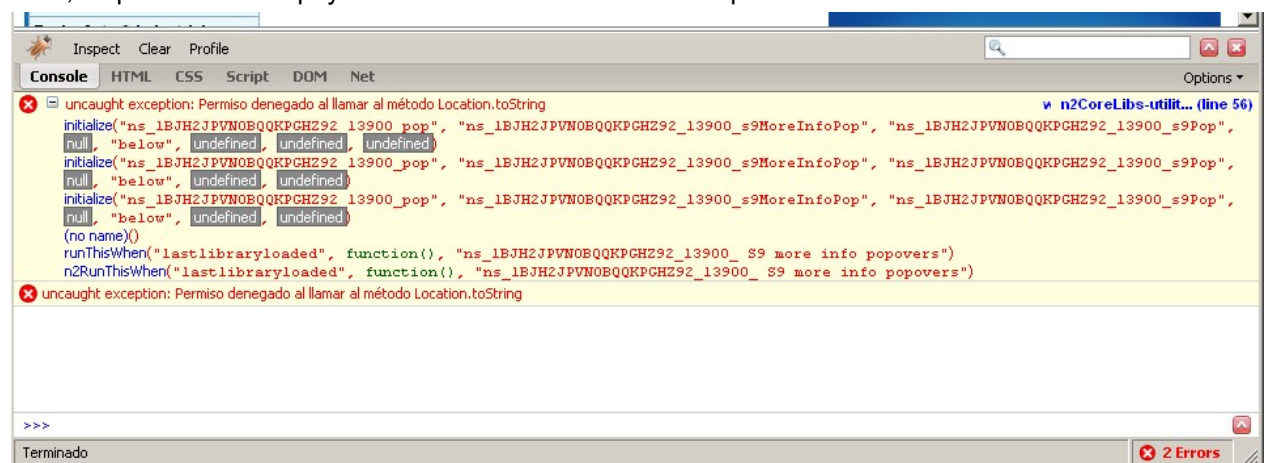 Inspect Clear Profile
Console HTML CSS Script DOM Net Options
uncaught exception: Permiso denegado al llamar al método Location.toString n2CoreLibs-utilit... (line 56)
initialize("ns_1BJH2JPVN0BQQKPGHZ92_13900_pop", "ns_1BJH2JPVN0BQQKPGHZ92_13900_s9MoreInfoPop", "ns_1BJH2JPVN0BQQKPGHZ92_13900_s9Pop",
null, "below", undefined, undefined, undefined)
initialize("ns_1BJH2JPVN0BQQKPGHZ92_13900_pop", "ns_1BJH2JPVN0BQQKPGHZ92_13900_s9MoreInfoPop", "ns_1BJH2JPVN0BQQKPGHZ92_13900_s9Pop",
null, "below", undefined, undefined)
initialize("ns_1BJH2JPVN0BQQKPGHZ92_13900_pop", "ns_1BJH2JPVN0BQQKPGHZ92_13900_s9MoreInfoPop", "ns_1BJH2JPVN0BQQKPGHZ92_13900_s9Pop",
null, "below", undefined, undefined)
(no name)()
runThisWhen("lastlibraryloaded", function(), "ns_1BJH2JPVN0BQQKPGHZ92_13900_ S9 more info popovers")
n2RunThisWhen("lastlibraryloaded", function(), "ns_1BJH2JPVN0BQQKPGHZ92_13900_ S9 more info popovers")
uncaught exception: Permiso denegado al llamar al método Location.toString
>>>
Terminado 2 Errors